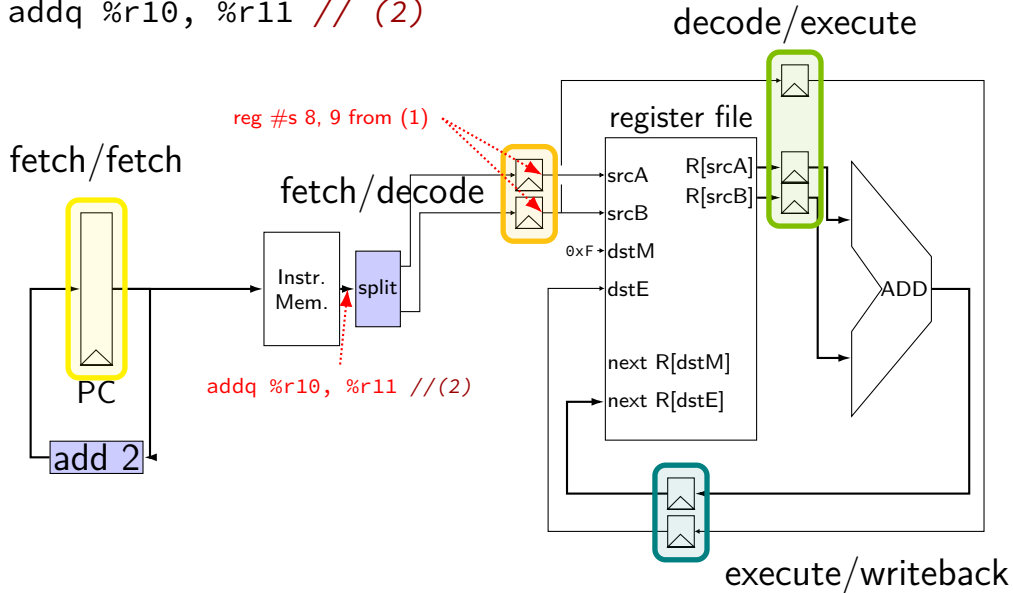 addq %r10, %r11 // (2)
decode/execute
reg #s 8, 9 from (1)
register file
fetch/fetch
fetch/decode
srcA
R[srcA]
srcB
R[srcB]
0xF
dstM
Instr.
Mem.
split
dstE
ADD
addq %r10, %r11 //(2)
next R[dstM]
PC
next R[dstE]
add 2
execute/writeback